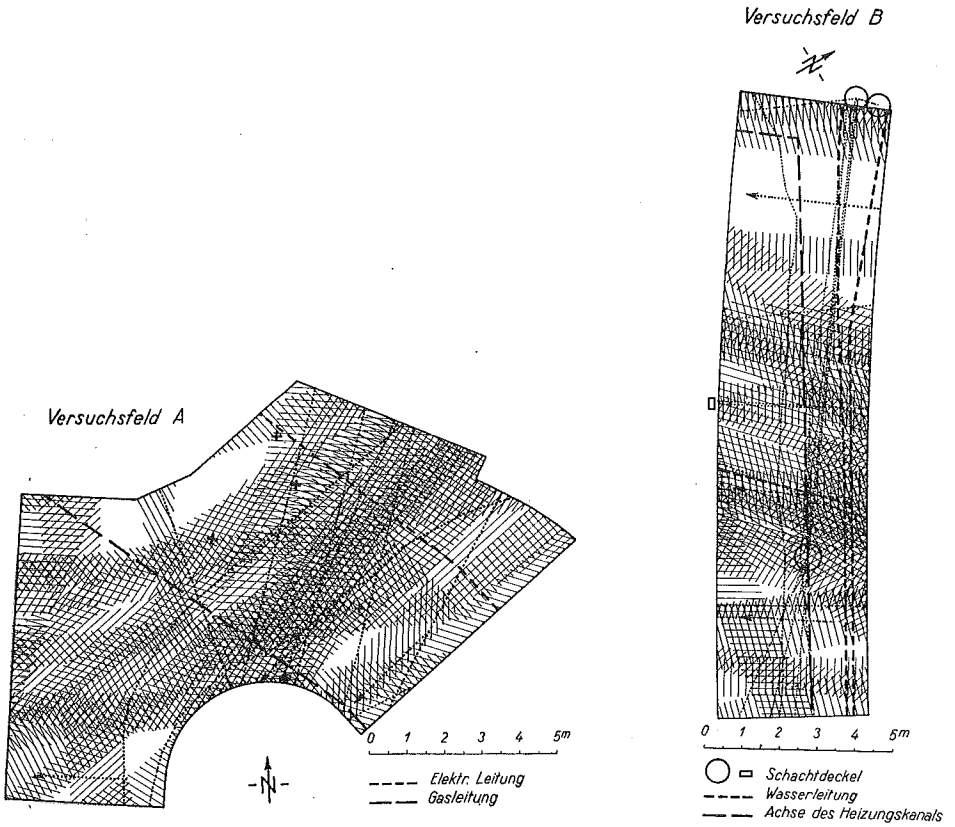 Versuchsfeld B
N
Versuchsfeld A
0 1 2 3 4 5m
Elektr. Leitung
Gasleitung
N
0 1 2 3 4 5m
Schachtdeckel
Wasserleitung
Achse des Heizungskanals